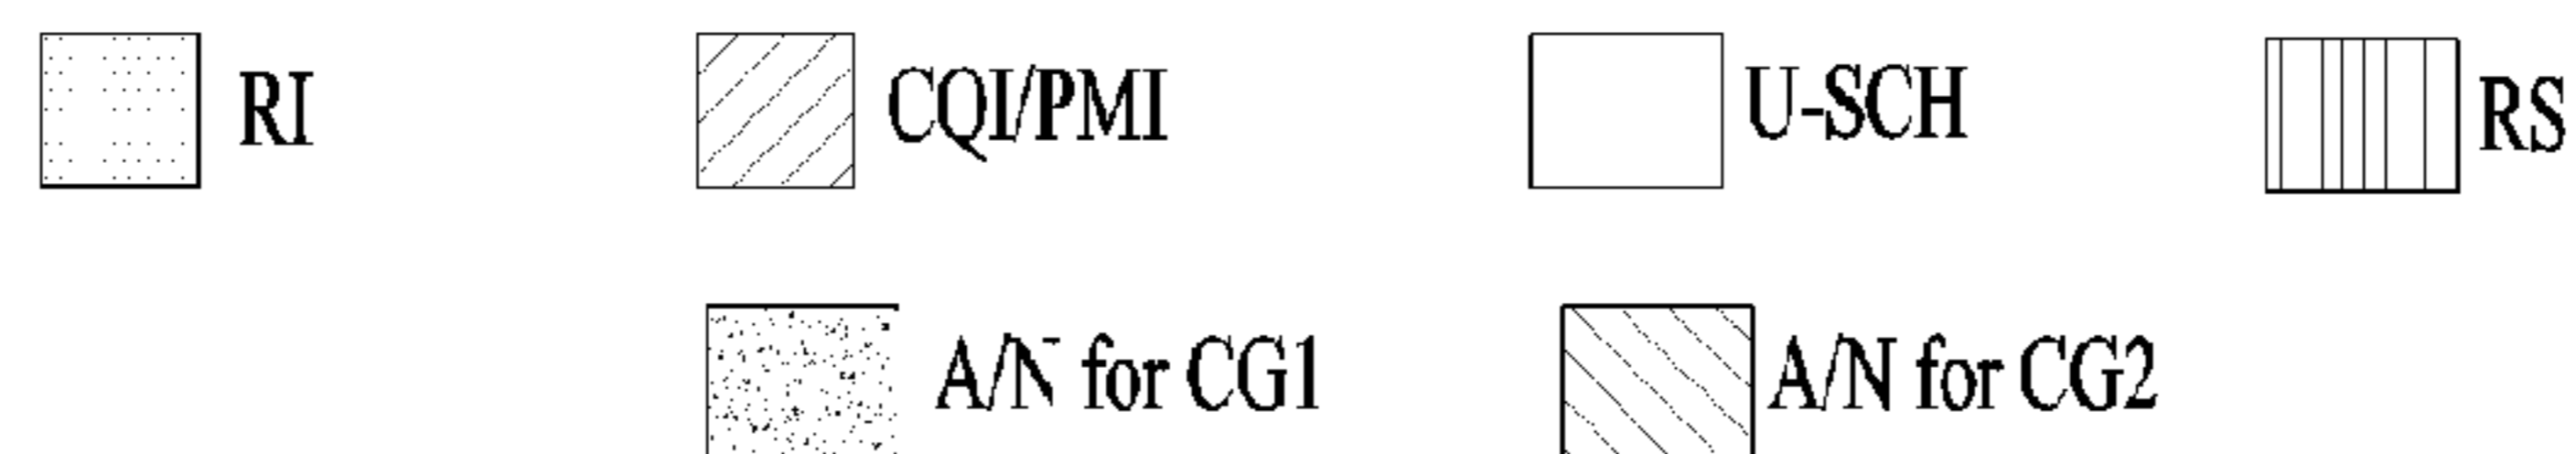 RI CQI/PMI U-SCH RS
A/N for CG1 A/N for CG2